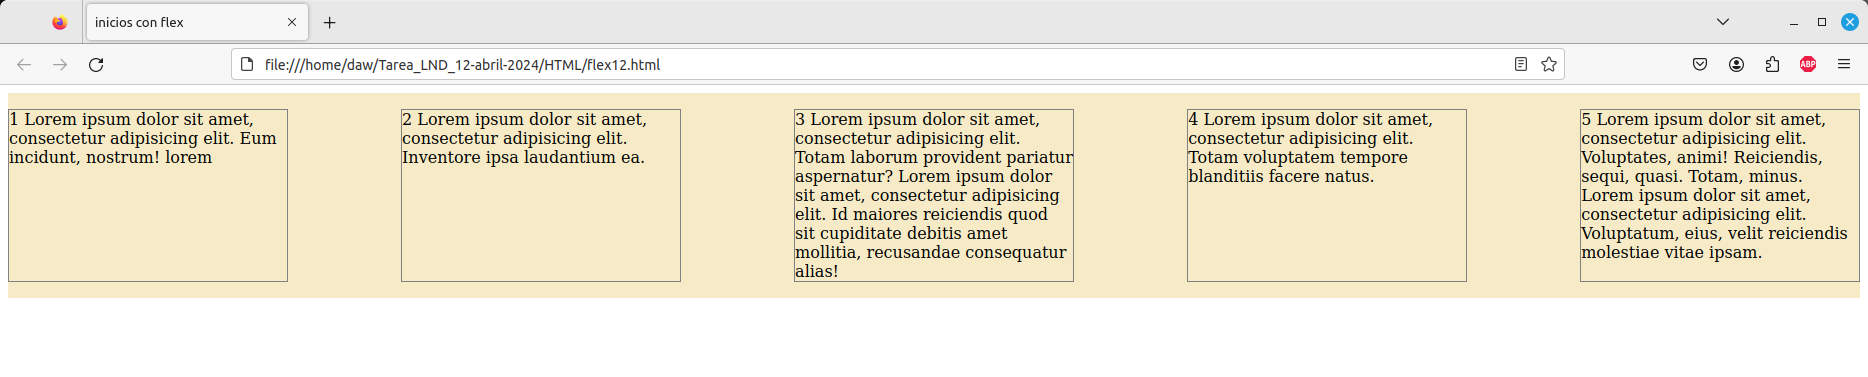 inicios con flex
file:///home/daw/Tarea_LND_12-abril-2024/HTML/flex12.html
ABP
1 Lorem ipsum dolor sit amet,
consectetur adipisicing elit. Eum
incidunt, nostrum! lorem
2 Lorem ipsum dolor sit amet,
consectetur adipisicing elit.
Inventore ipsa laudantium ea.
3 Lorem ipsum dolor sit amet,
consectetur adipisicing elit.
Totam laborum provident pariatur
aspernatur? Lorem ipsum dolor
sit amet, consectetur adipisicing
elit. Id maiores reiciendis quod
sit cupiditate debitis amet
mollitia, recusandae consequatur
alias!
4 Lorem ipsum dolor sit amet,
consectetur adipisicing elit.
Totam voluptatem tempore
blanditiis facere natus.
5 Lorem ipsum dolor sit amet,
consectetur adipisicing elit.
Voluptates, animi! Reiciendis,
sequi, quasi. Totam, minus.
Lorem ipsum dolor sit amet,
consectetur adipisicing elit.
Voluptatum, eius, velit reiciendis
molestiae vitae ipsam.